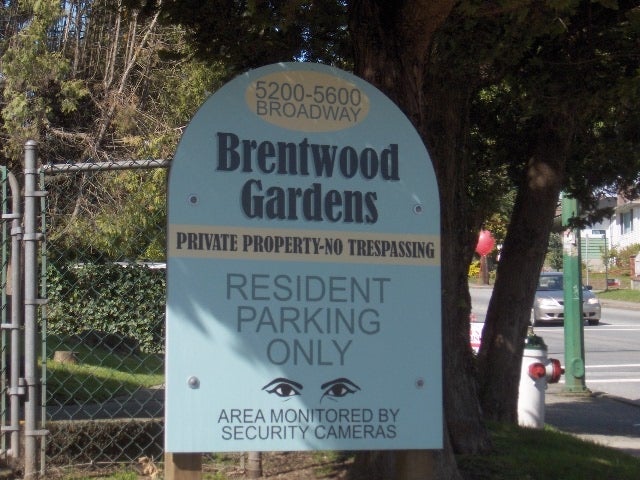 5200-5600
BROADWAY
Brentwood
Gardens
PRIVATE PROPERTY-NO TRESPASSING
RESIDENT
PARKING
ONLY
AREA MONITORED BY
SECURITY CAMERAS